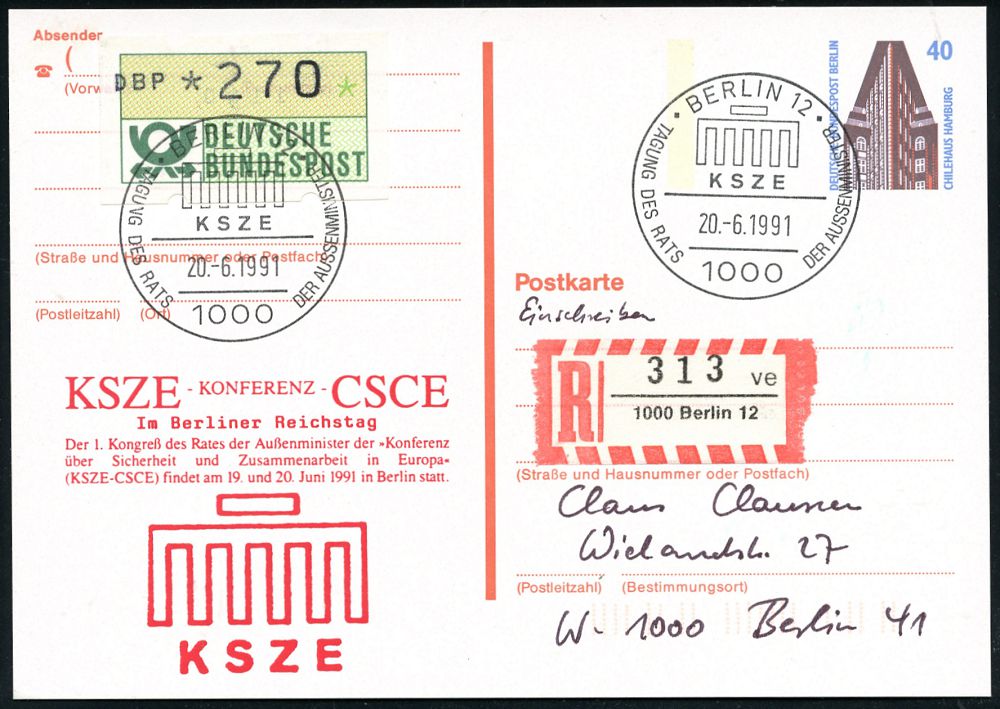 Absender
(
(Vorw
DBP * 270 *
DEUTSCHE
BUNDESPOST
BERLIN 12
KSZE
20.-6.1991
1000
TAGUNG DES RATS DER AUSSENMINISTER
(Straße und Hausnummer oder Postfach)
(Postleitzahl) (Ort)
KSZE - KONFERENZ - CSCE
Im Berliner Reichstag
Der 1. Kongreß des Rates der Außenminister der »Konferenz
über Sicherheit und Zusammenarbeit in Europa«
(KSZE-CSCE) findet am 19. und 20. Juni 1991 in Berlin statt.
KSZE
40
DEUTSCHE BUNDESPOST BERLIN
CHILEHAUS HAMBURG
BERLIN 12
KSZE
20.-6.1991
1000
TAGUNG DES RATS DER AUSSENMINISTER
Postkarte
Einschreiben
R
313 ve
1000 Berlin 12
(Straße und Hausnummer oder Postfach)
Claus Clausen
Wielandstr. 27
(Postleitzahl) (Bestimmungsort)
W-1000 Berlin 41